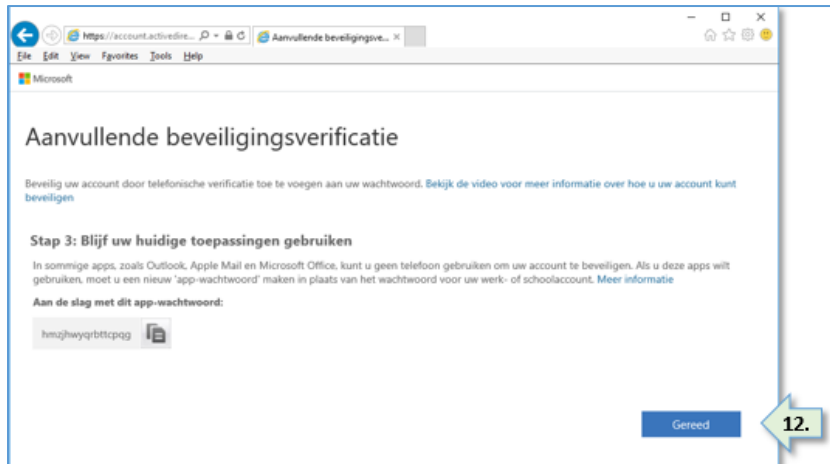 https://account.activedire...
Aanvullende beveiligingsve...
File Edit View Favorites Tools Help
Microsoft
Aanvullende beveiligingsverificatie
Beveilig uw account door telefonische verificatie toe te voegen aan uw wachtwoord. Bekijk de video voor meer informatie over hoe u uw account kunt
beveiligen
Stap 3: Blijf uw huidige toepassingen gebruiken
In sommige apps, zoals Outlook, Apple Mail en Microsoft Office, kunt u geen telefoon gebruiken om uw account te beveiligen. Als u deze apps wilt
gebruiken, moet u een nieuw 'app-wachtwoord' maken in plaats van het wachtwoord voor uw werk- of schoolaccount. Meer informatie
Aan de slag met dit app-wachtwoord:
hmzjhwyqrbttcpqg
Gereed
12.